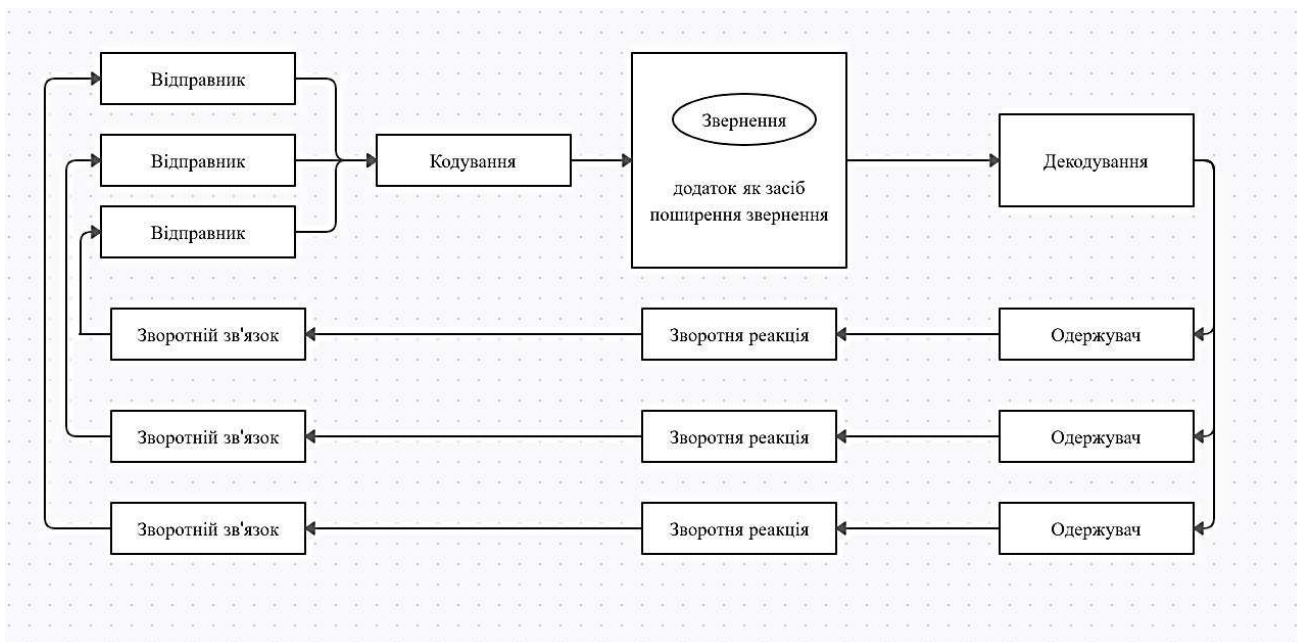 Відправник
Відправник
Відправник
Кодування
Звернення
додаток як засіб
поширення звернення
Декодування
Зворотній зв'язок
Зворотня реакція
Одержувач
Зворотній зв'язок
Зворотня реакція
Одержувач
Зворотній зв'язок
Зворотня реакція
Одержувач